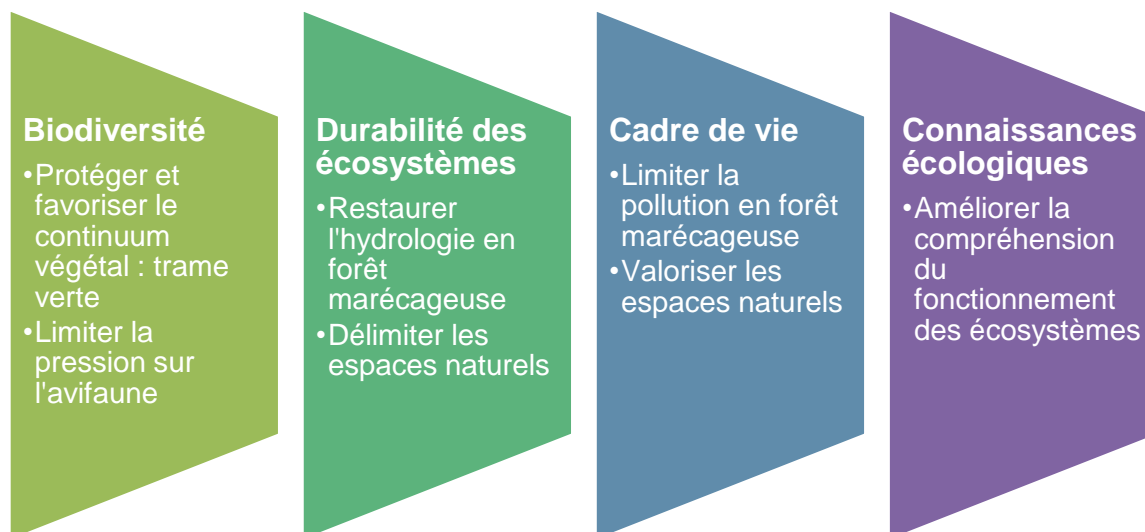 Biodiversité
•Protéger et
favoriser le
continuum
végétal : trame
verte
•Limiter la
pression sur
l'avifaune
Durabilité des
écosystèmes
•Restaurer
l'hydrologie en
forêt
marécageuse
•Délimiter les
espaces naturels
Cadre de vie
•Limiter la
pollution en forêt
marécageuse
•Valoriser les
espaces naturels
Connaissances
écologiques
•Améliorer la
compréhension
du
fonctionnement
des écosystèmes